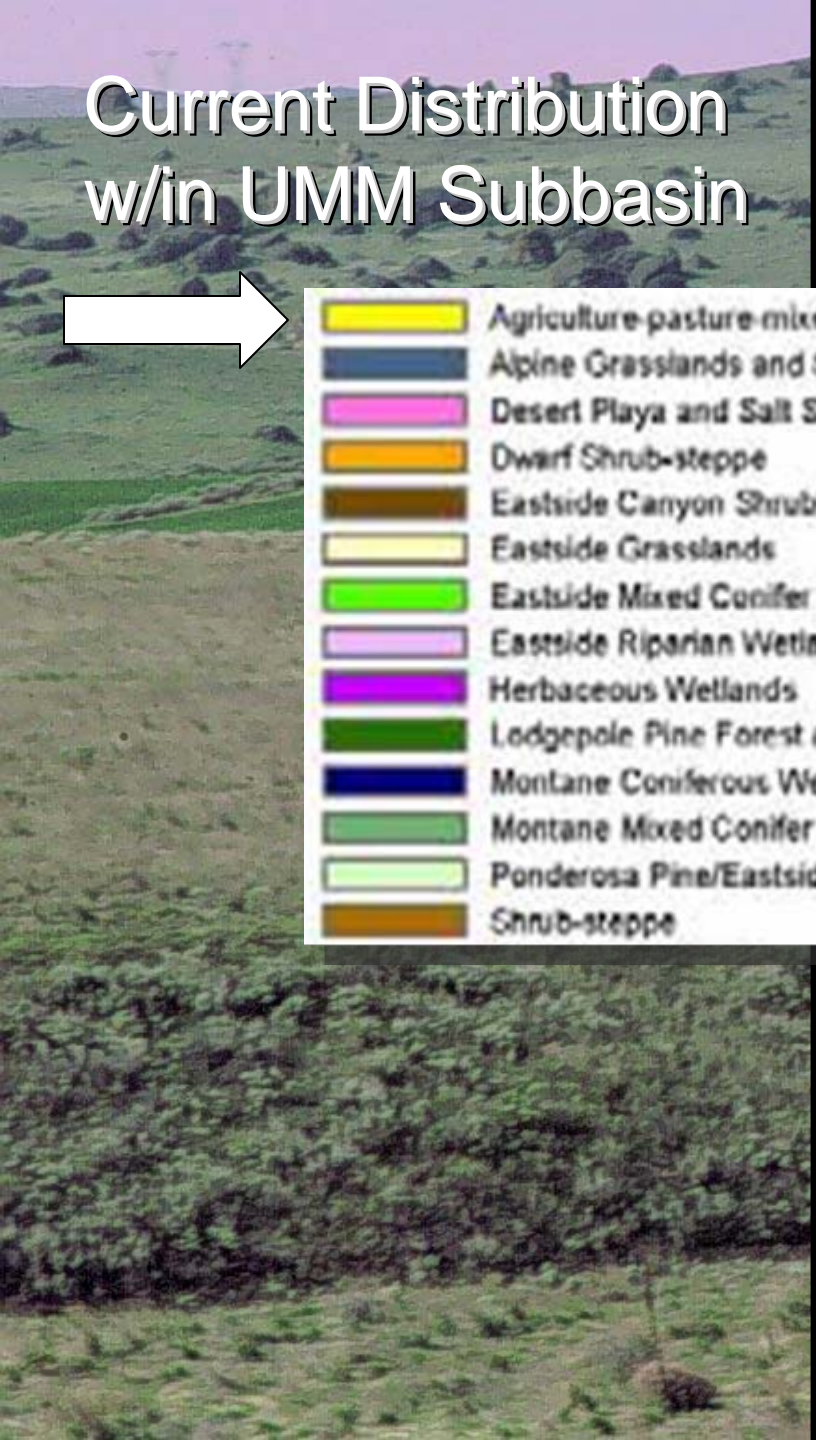 Current Distribution
w/in UMM Subbasin
Agriculture-pasture-mixe
Alpine Grasslands and S
Desert Playa and Salt S
Dwarf Shrub-steppe
Eastside Canyon Shrub
Eastside Grasslands
Eastside Mixed Conifer
Eastside Riparian Wetla
Herbaceous Wetlands
Lodgepole Pine Forest a
Montane Coniferous We
Montane Mixed Conifer
Ponderosa Pine/Eastsid
Shrub-steppe